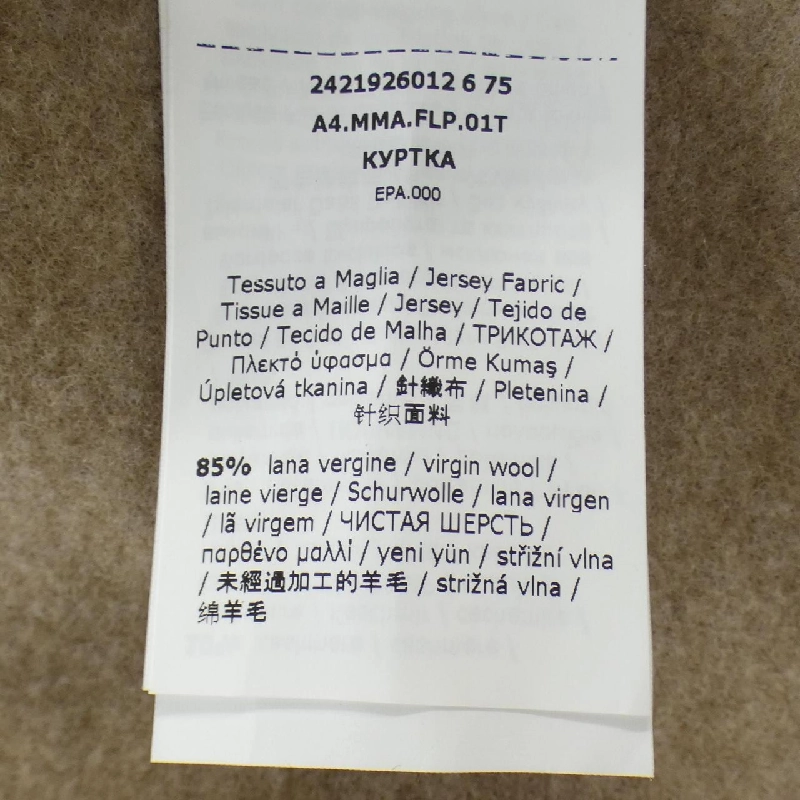 2421926012 6 75
A4.MMA.FLP.01T
КУРТКА
EPA.000
Tessuto a Maglia / Jersey Fabric /
Tissue a Maille / Jersey / Tejido de
Punto / Tecido de Malha / ТРИКОТАЖ /
Πλεκτό ύφασμα / Örme Kumaş /
Úpletová tkanina / 針織布 / Pletenina /
针织面料
85% lana vergine / virgin wool /
laine vierge / Schurwolle / lana virgen
/ lã virgem / ЧИСТАЯ ШЕРСТЬ /
παρθένο μαλλί / yeni yün / střižní vlna
/ 未經過加工的羊毛 / strižná vlna /
绵羊毛